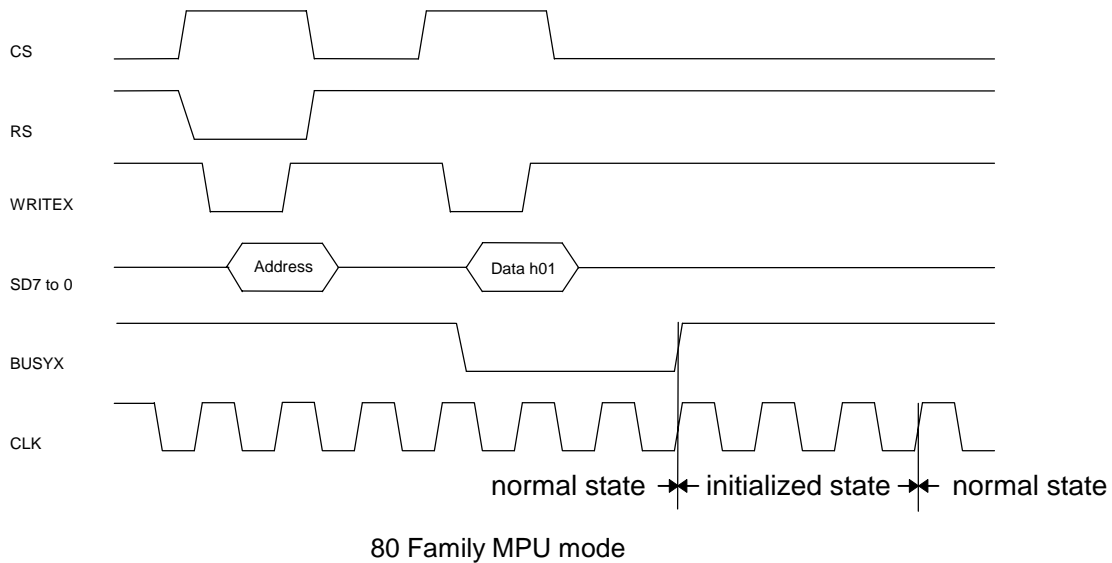 CS
RS
WRITEX
Address
Data h01
SD7 to 0
BUSYX
CLK
normal state
initialized state
normal state
80 Family MPU mode